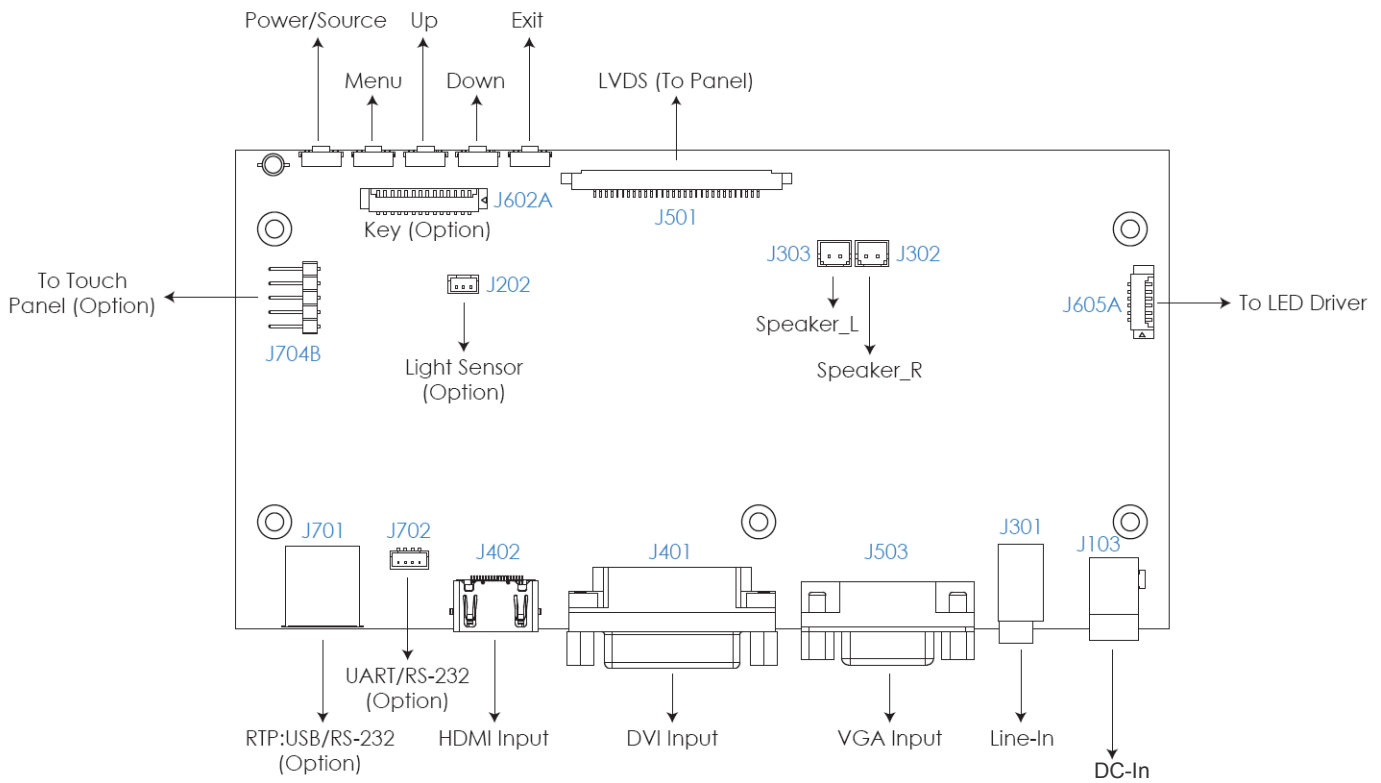 Power/Source
Up
Exit
Menu
Down
LVDS (To Panel)
J602A
J501
Key (Option)
J303
J302
To Touch
Panel (Option)
J202
J605A
To LED Driver
Speaker_L
J704B
Light Sensor
(Option)
Speaker_R
J701
J702
J402
J401
J503
J301
J103
UART/RS-232
(Option)
RTP:USB/RS-232
(Option)
HDMI Input
DVI Input
VGA Input
Line-In
DC-In